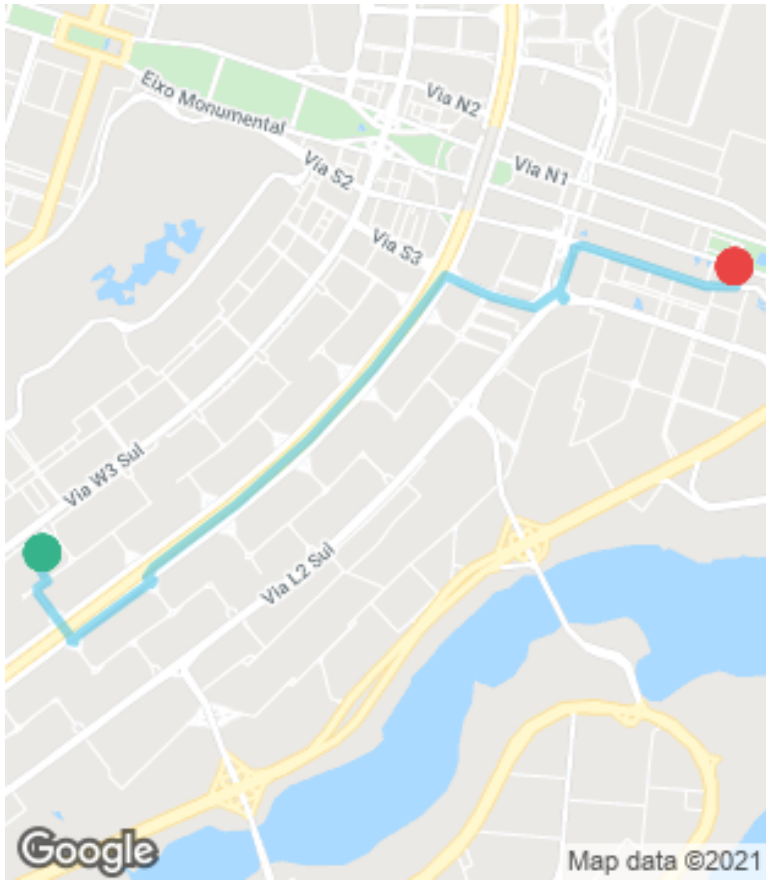 Via N2
Eixo Monumental
Via S2
Via N1
Via S3
Via W3 Sul
Via L2 Sul
Google
Map data ©2021